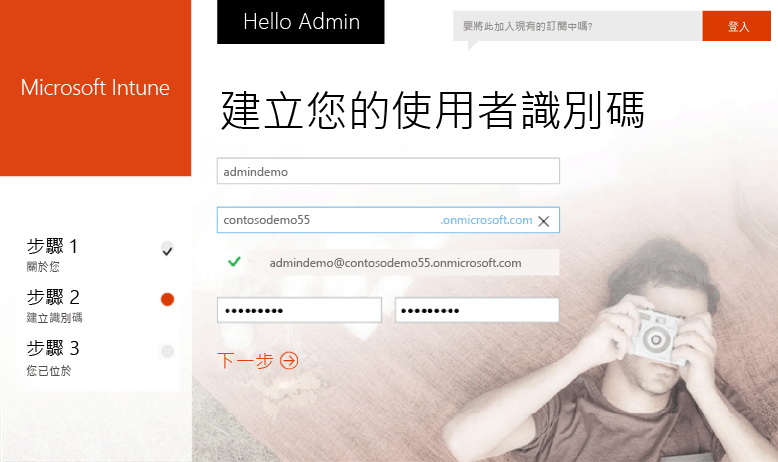 Hello Admin
要將此加入現有的訂閱中嗎?
登入
Microsoft Intune
建立您的使用者識別碼
admindemo
contosodemo55 .onmicrosoft.com
admindemo@contosodemo55.onmicrosoft.com
步驟 1
關於您
步驟 2
建立識別碼
步驟 3
您已位於
•••••••••
•••••••••
下一步